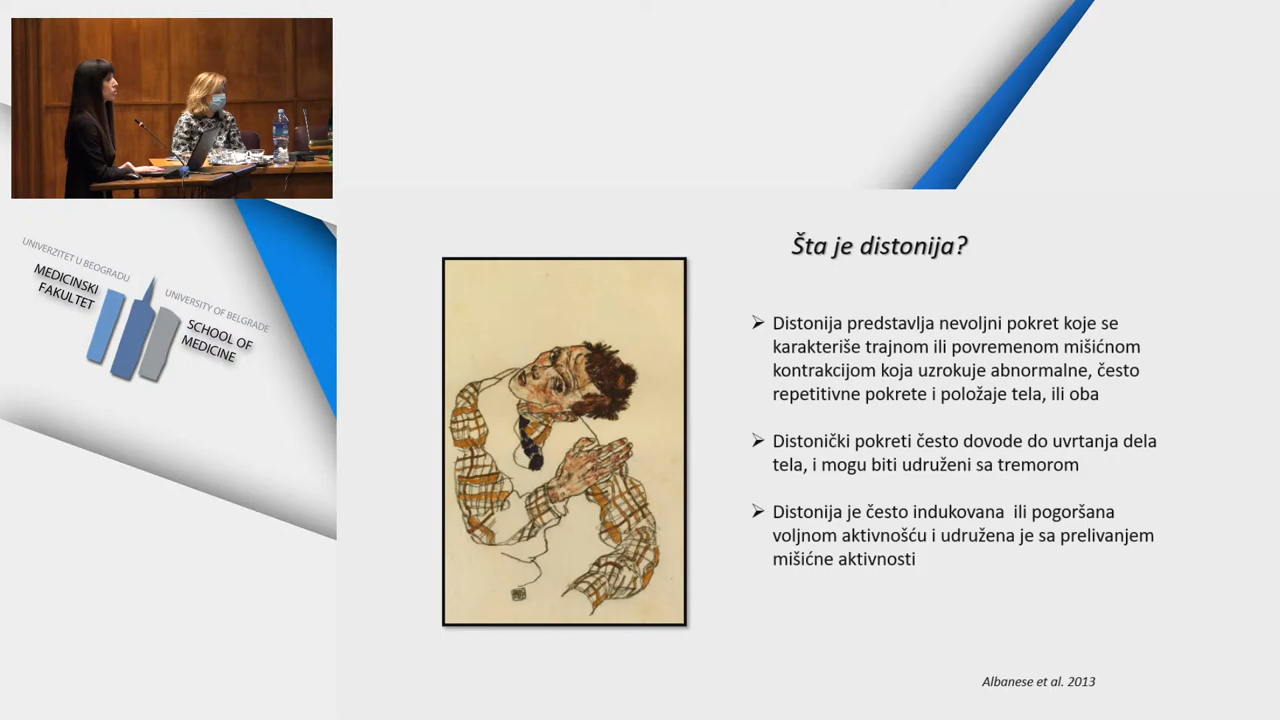 UNIVERZITET U BEOGRADU
MEDICINSKI
FAKULTET
UNIVERSITY OF BELGRADE
SCHOOL OF
MEDICINE
Šta je distonija?
➢ Distonija predstavlja nevoljni pokret koje se
karakteriše trajnom ili povremenom mišićnom
kontrakcijom koja uzrokuje abnormalne, često
repetitivne pokrete i položaje tela, ili oba
➢ Distonički pokreti često dovode do uvrtanja dela
tela, i mogu biti udruženi sa tremorom
➢ Distonija je često indukovana ili pogoršana
voljnom aktivnošću i udružena je sa prelivanjem
mišićne aktivnosti
Albanese et al. 2013